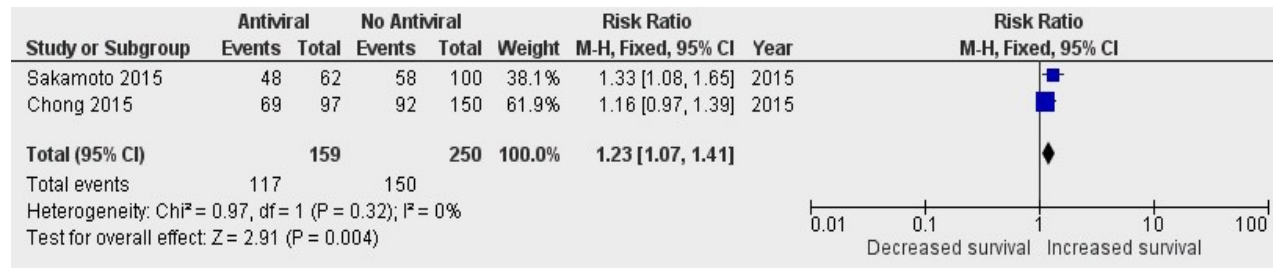 Antiviral No Antiviral Risk Ratio Risk Ratio
Study or Subgroup Events Total Events Total Weight M-H, Fixed, 95% CI Year M-H, Fixed, 95% CI
Sakamoto 2015 48 62 58 100 38.1% 1.33 [1.08, 1.65] 2015
Chong 2015 69 97 92 150 61.9% 1.16 [0.97, 1.39] 2015
Total (95% CI) 159 250 100.0% 1.23 [1.07, 1.41]
Total events 117 150
Heterogeneity: Chi² = 0.97, df = 1 (P = 0.32); I² = 0%
Test for overall effect: Z = 2.91 (P = 0.004)
0.01 0.1 1 10 100
Decreased survival Increased survival